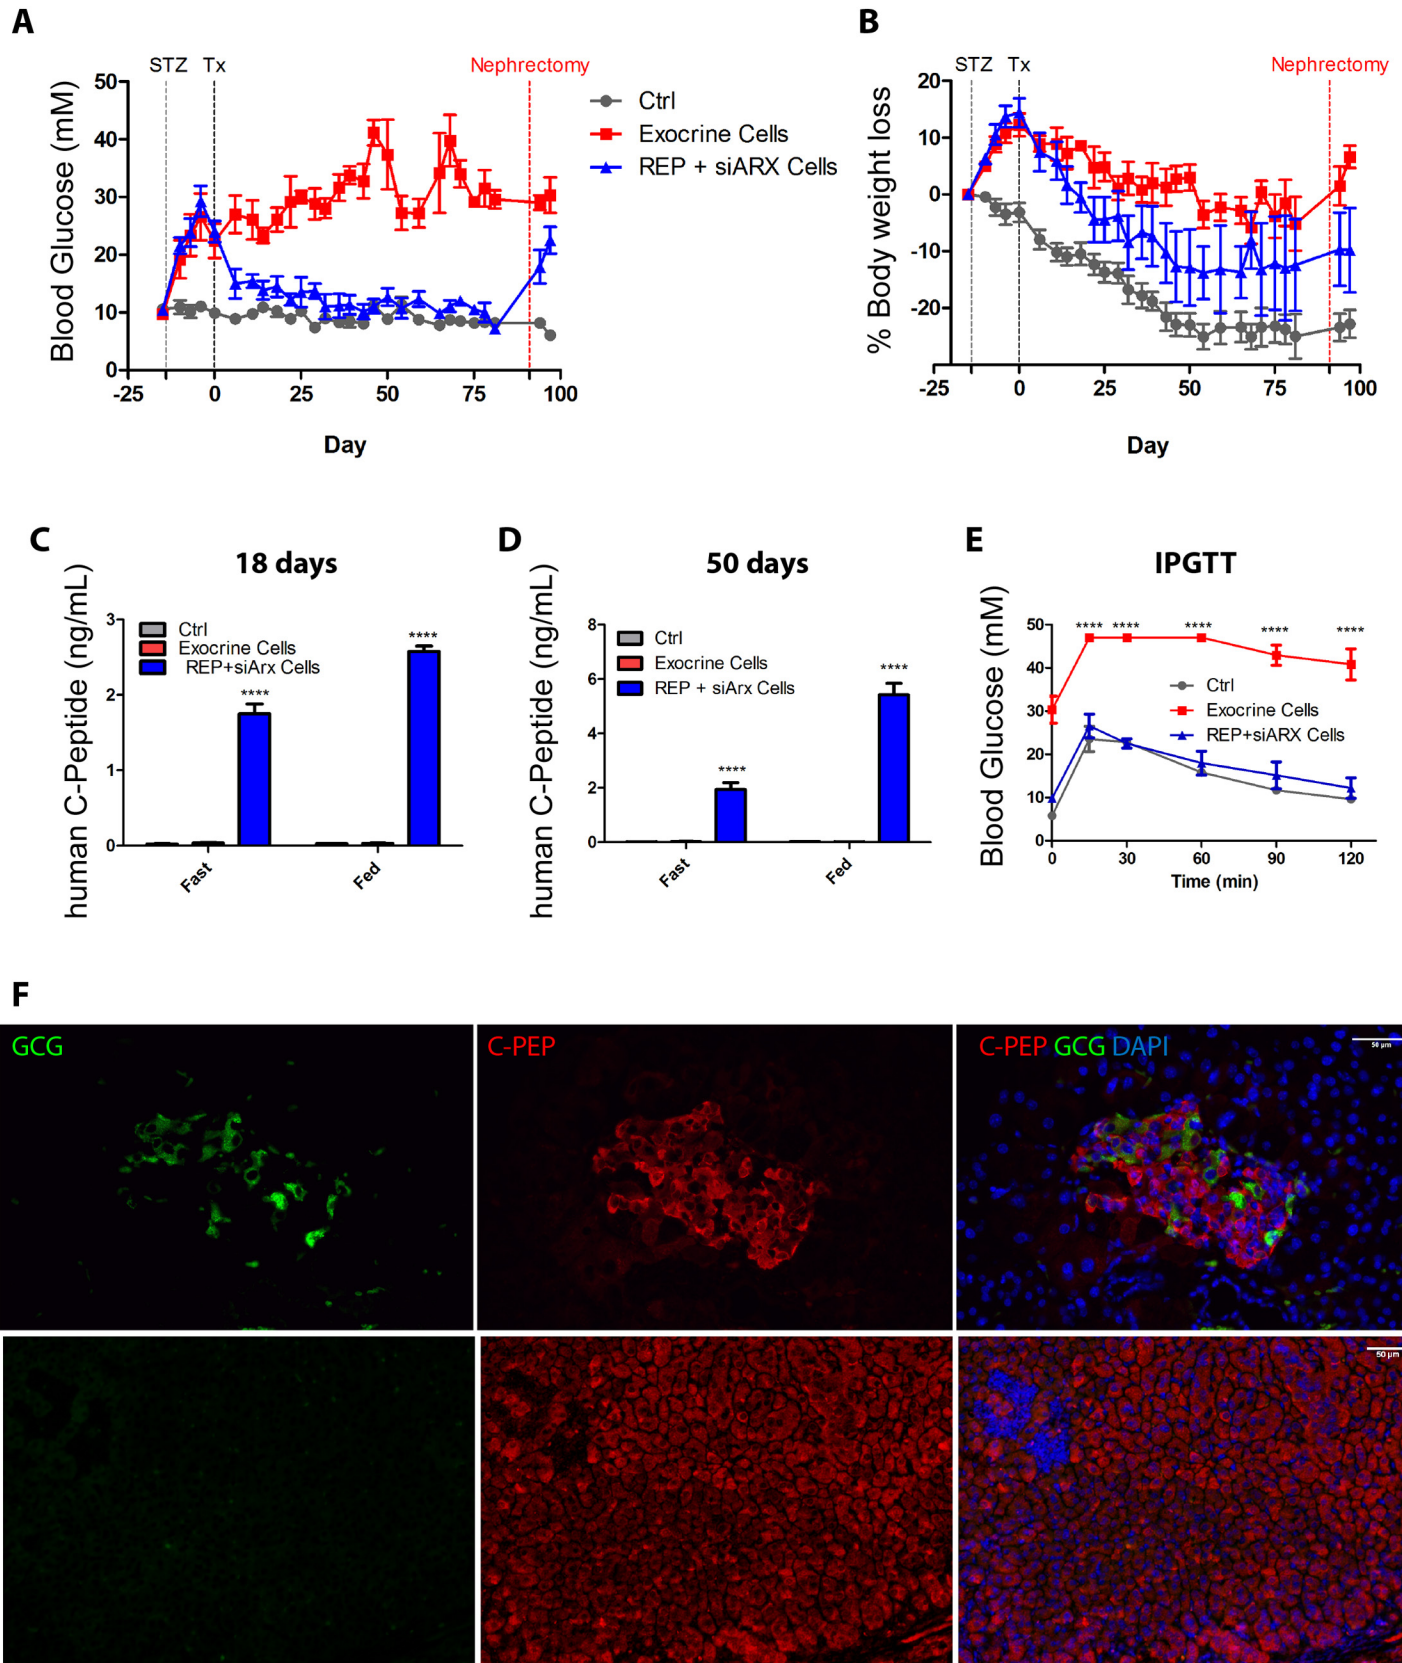 A
STZ Tx Nephrectomy
Blood Glucose (mM)
50
40
30
20
10
0
-25 0 25 50 75 100
Day
Ctrl
Exocrine Cells
REP + siARX Cells
B
STZ Tx Nephrectomy
% Body weight loss
20
10
0
-10
-20
-25 0 25 50 75 100
Day
C
18 days
human C-Peptide (ng/mL)
3
2
1
0
Ctrl
Exocrine Cells
REP+siArx Cells
****
****
Fast Fed
D
50 days
human C-Peptide (ng/mL)
8
6
4
2
0
Ctrl
Exocrine Cells
REP + siArx Cells
****
****
Fast Fed
E
IPGTT
Blood Glucose (mM)
50
40
30
20
10
0
**** **** **** **** ****
Ctrl
Exocrine Cells
REP+siARX Cells
0 30 60 90 120
Time (min)
F
GCG
C-PEP
C-PEP GCG DAPI
50 µm
50 µm